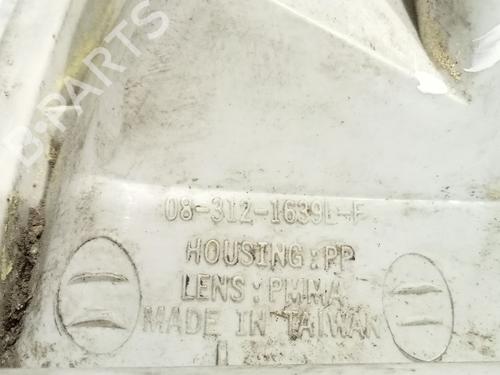 B-PARTS
08-312-1639L-F
HOUSING:PP
LENS:PMMA
MADE IN TAIWAN
L